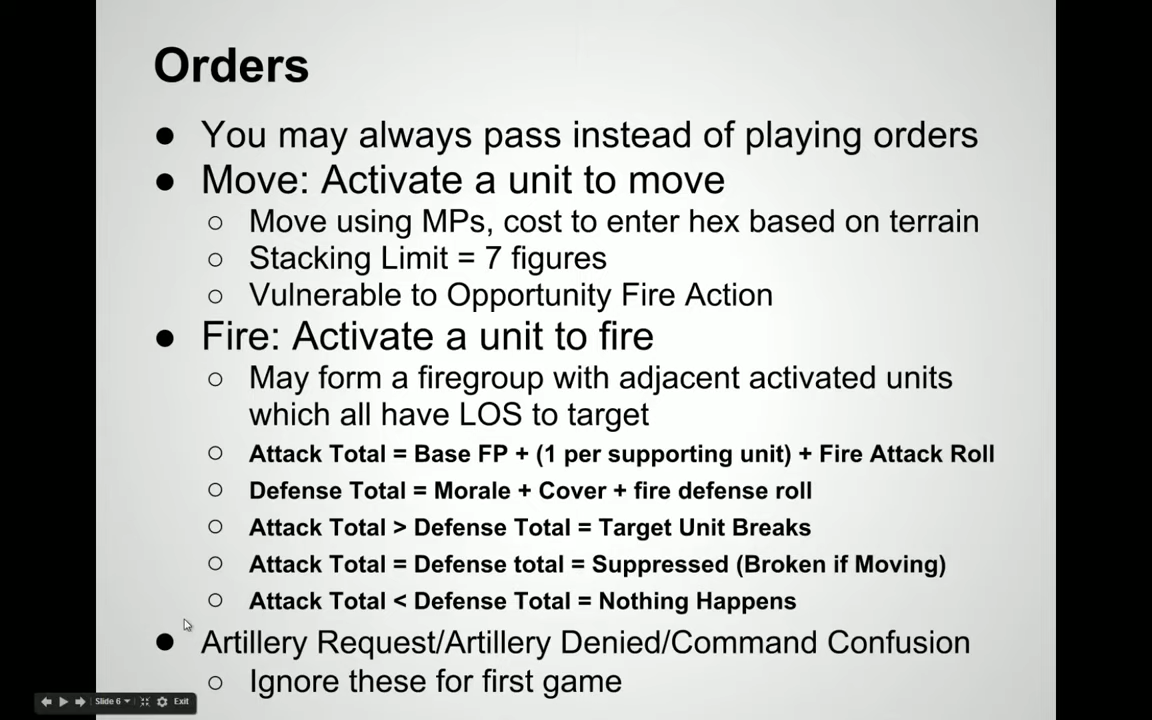 Orders
● You may always pass instead of playing orders
● Move: Activate a unit to move
○ Move using MPs, cost to enter hex based on terrain
○ Stacking Limit = 7 figures
○ Vulnerable to Opportunity Fire Action
● Fire: Activate a unit to fire
○ May form a firegroup with adjacent activated units
which all have LOS to target
○ Attack Total = Base FP + (1 per supporting unit) + Fire Attack Roll
○ Defense Total = Morale + Cover + fire defense roll
○ Attack Total > Defense Total = Target Unit Breaks
○ Attack Total = Defense total = Suppressed (Broken if Moving)
○ Attack Total < Defense Total = Nothing Happens
● Artillery Request/Artillery Denied/Command Confusion
○ Ignore these for first game
Slide 6 Exit